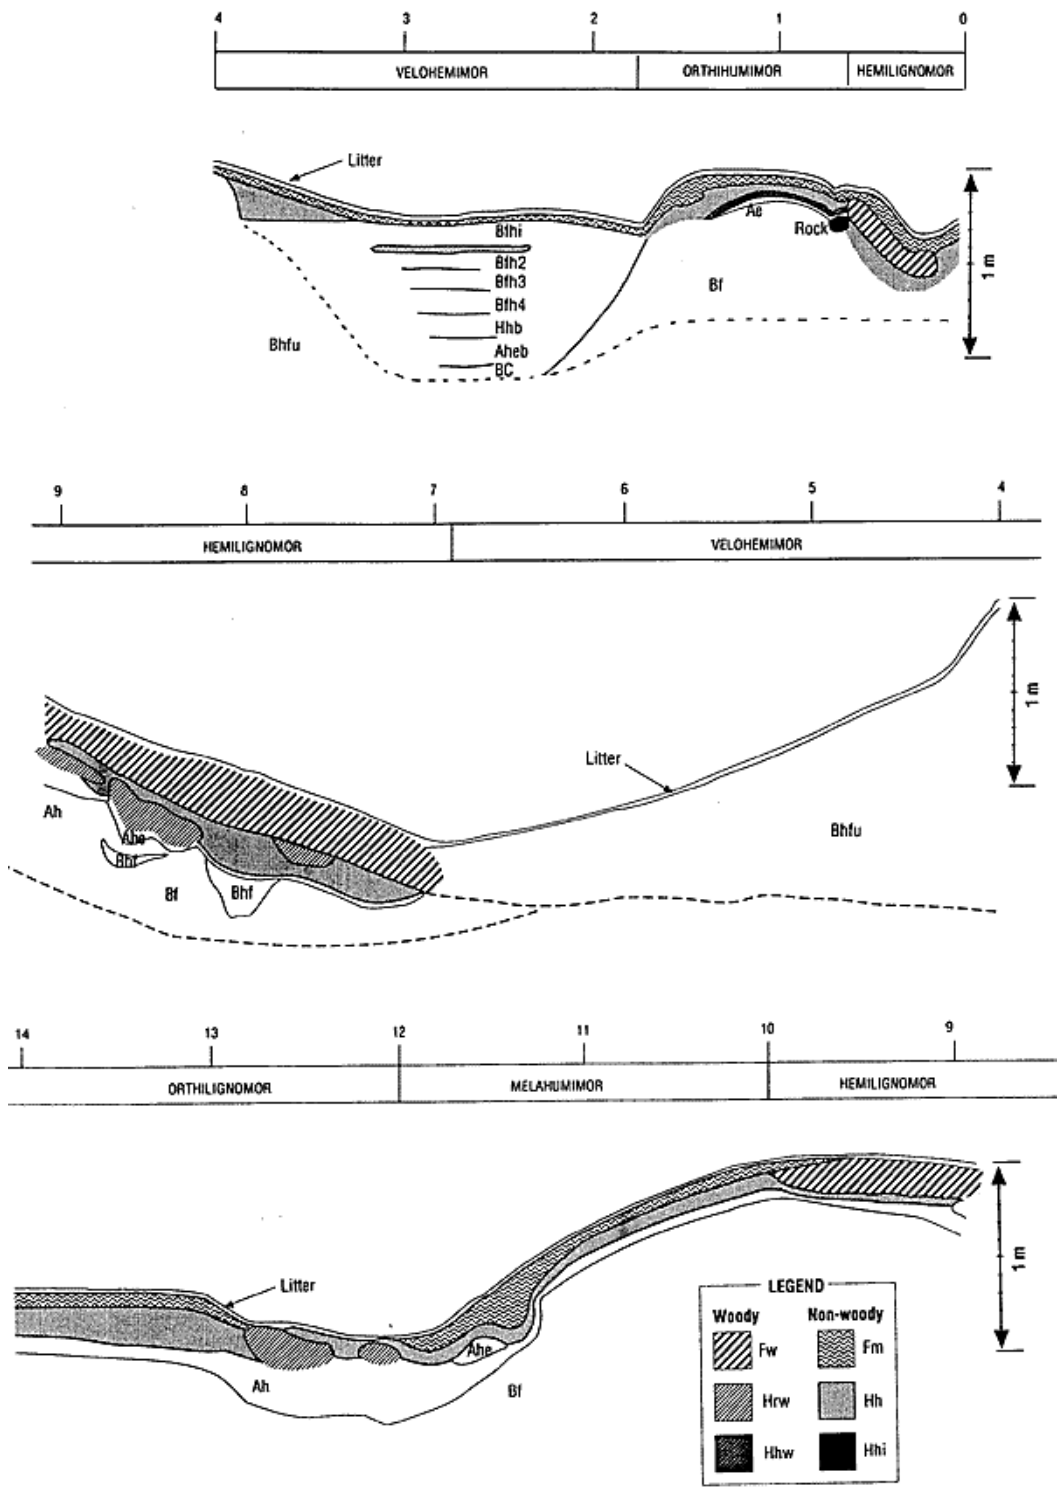 4 3 2 1 0
VELOHEMIMOR ORTHIHUMIMOR HEMILIGNOMOR
Litter
Ae
Bfhi
Rock
Bfh2
1 m
Bfh3
Bf
Bfh4
Hhb
Bhfu
Aheb
BC
9 8 7 6 5 4
HEMILIGNOMOR VELOHEMIMOR
1 m
Litter
Ah
Bhfu
Ahe
Bhf
Bf Bhf
14 13 12 11 10 9
ORTHILIGNOMOR MELAHUMIMOR HEMILIGNOMOR
1 m
Litter
LEGEND
Woody Non-woody
Ahe
Fw Fm
Ah
Bf
Hrw Hh
Hhw Hhi